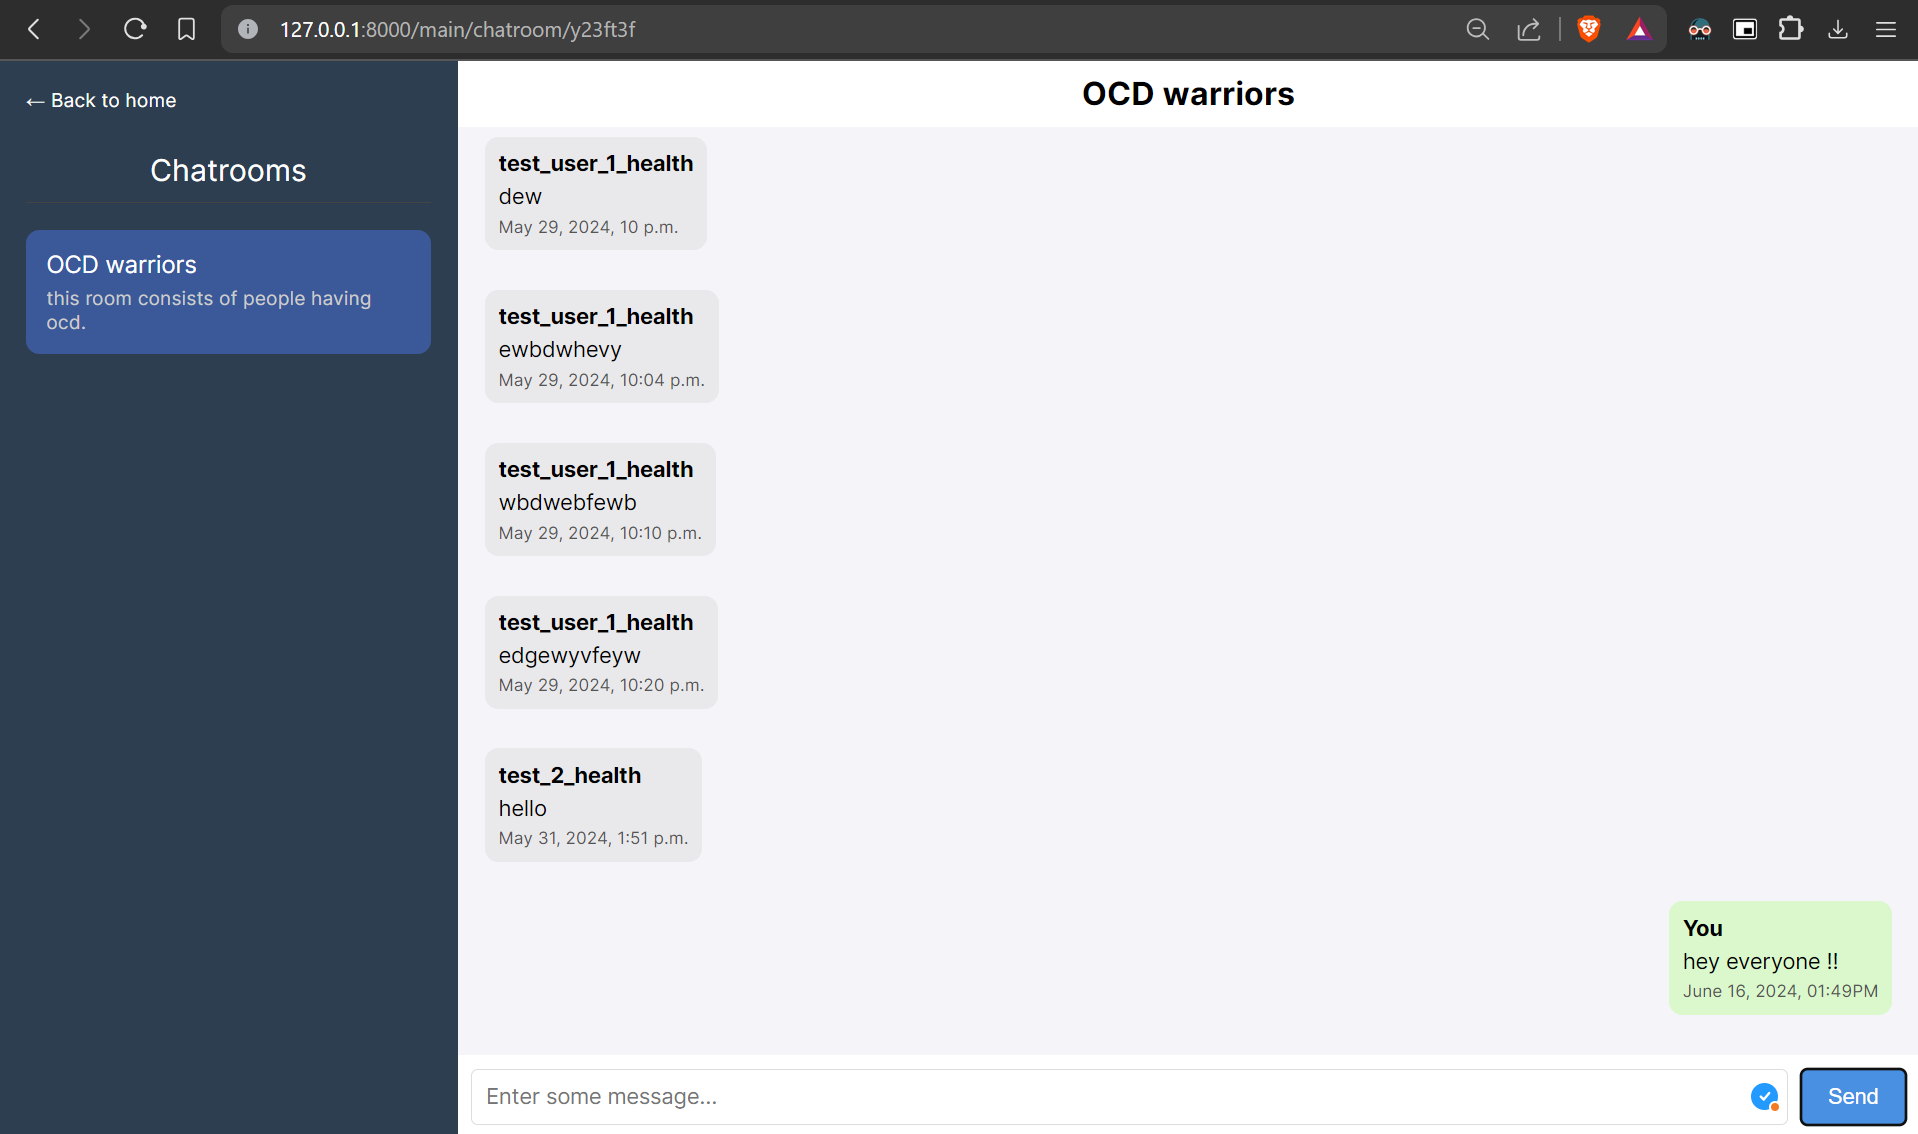 127.0.0.1:8000/main/chatroom/y23ft3f
← Back to home
Chatrooms
OCD warriors
this room consists of people having
ocd.
OCD warriors
test_user_1_health
dew
May 29, 2024, 10 p.m.
test_user_1_health
ewbdwhevy
May 29, 2024, 10:04 p.m.
test_user_1_health
wbdwebfewb
May 29, 2024, 10:10 p.m.
test_user_1_health
edgewyvfeyw
May 29, 2024, 10:20 p.m.
test_2_health
hello
May 31, 2024, 1:51 p.m.
You
hey everyone !!
June 16, 2024, 01:49PM
Enter some message...
Send